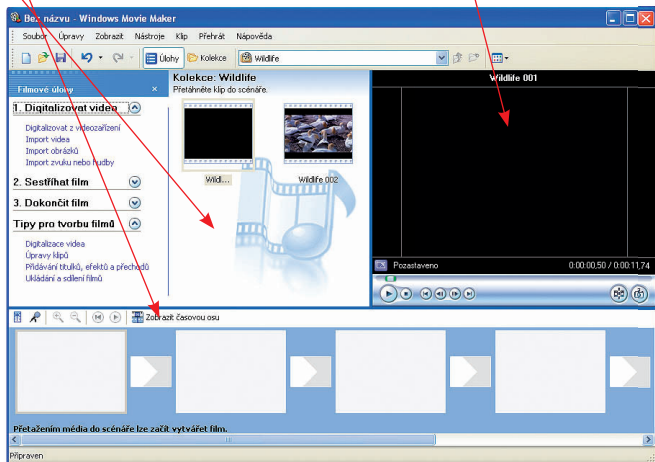 Bez názvu - Windows Movie Maker
Soubor Úpravy Zobrazit Nástroje Klip Přehrát Nápověda
Úlohy Kolekce Wildlife
Filmové úlohy
1. Digitalizovat video
Digitalizovat z videozařízení
Import videa
Import obrázků
Import zvuku nebo hudby
2. Sestříhat film
3. Dokončit film
Tipy pro tvorbu filmů
Digitalizace videa
Úpravy klipů
Přidávání titulků, efektů a přechodů
Ukládání a sdílení filmů
Kolekce: Wildlife
Přetáhněte klip do scénáře.
Wildl...
Wildlife 002
Wildlife 001
Pozastaveno
0:00:00,50 / 0:00:11,74
Zobrazit časovou osu
Přetažením média do scénáře lze začít vytvářet film.
Připraven